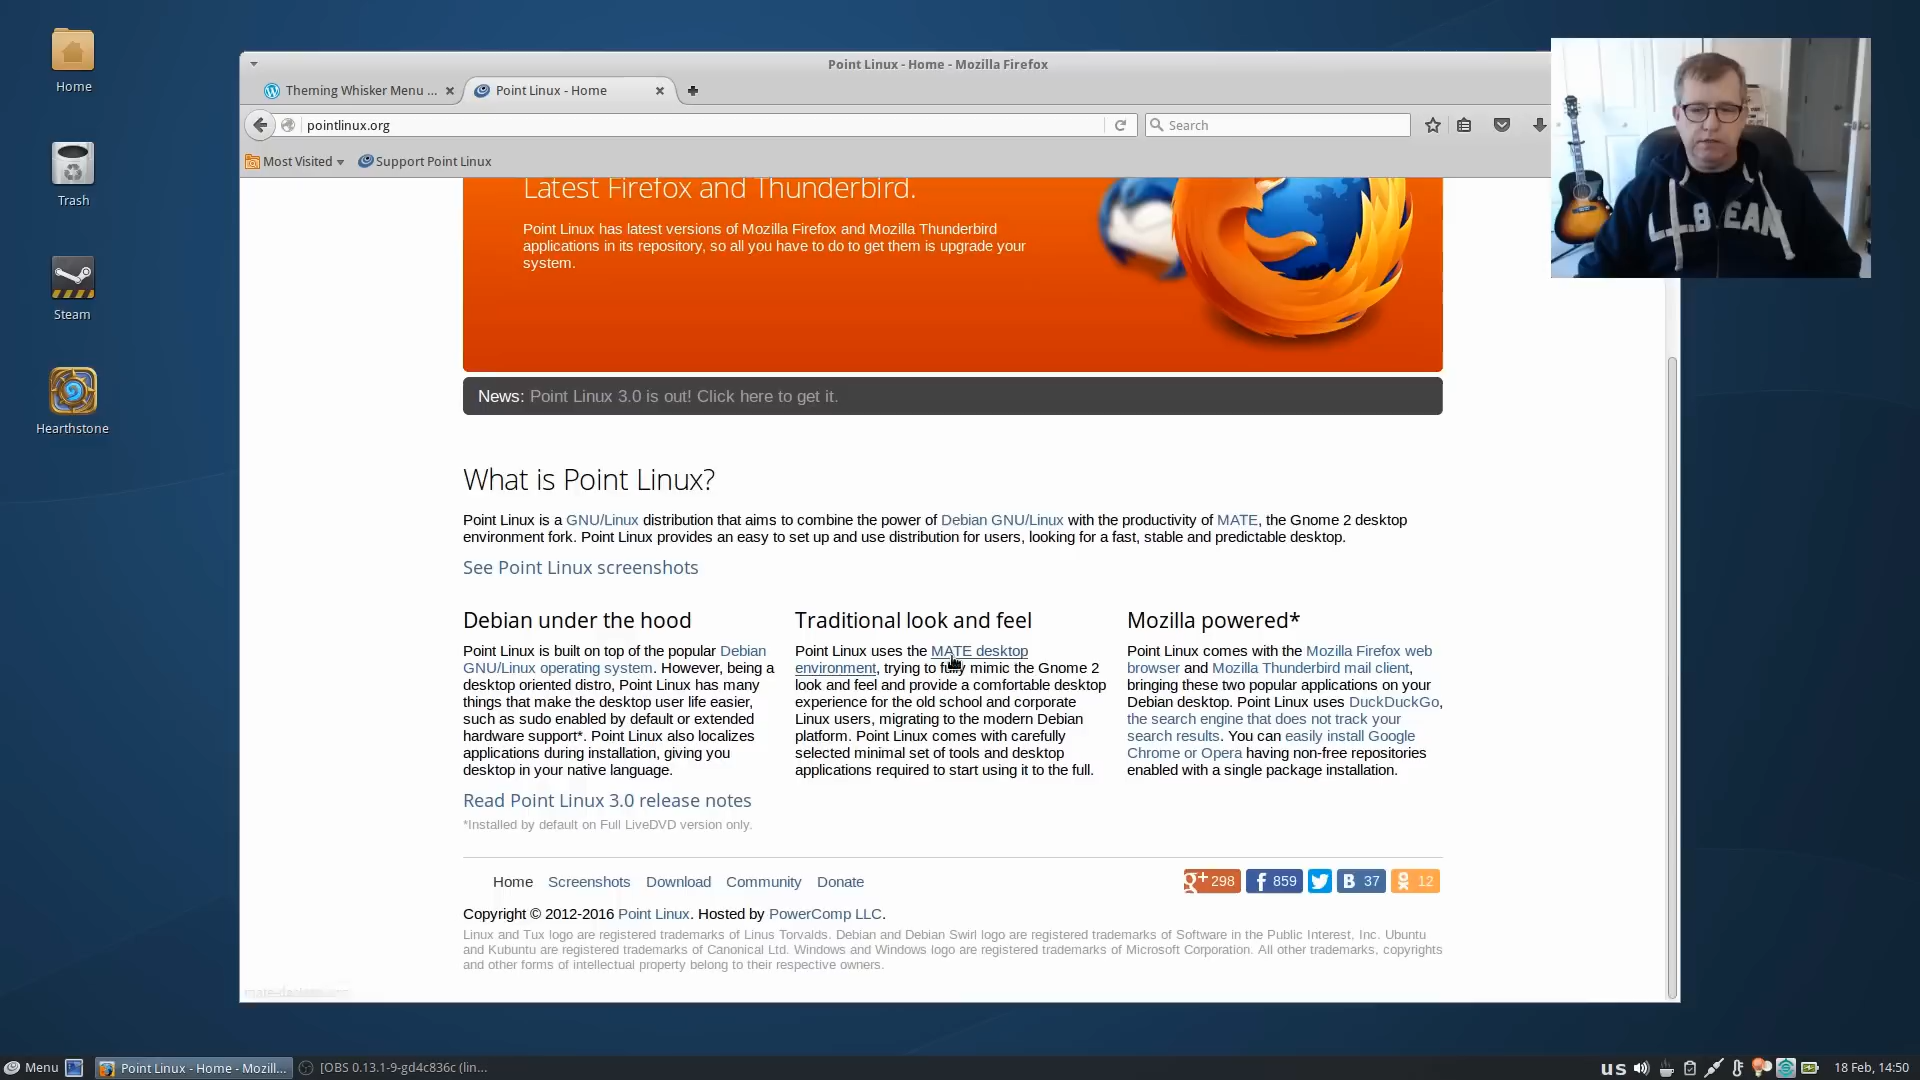 Home
Trash
Steam
Hearthstone
Point Linux - Home - Mozilla Firefox
Theming Whisker Menu ...
Point Linux - Home
pointlinux.org
Search
Most Visited
Support Point Linux
Latest Firefox and Thunderbird.
Point Linux has latest versions of Mozilla Firefox and Mozilla Thunderbird
applications in its repository, so all you have to do to get them is upgrade your
system.
News: Point Linux 3.0 is out! Click here to get it.
What is Point Linux?
Point Linux is a GNU/Linux distribution that aims to combine the power of Debian GNU/Linux with the productivity of MATE, the Gnome 2 desktop
environment fork. Point Linux provides an easy to set up and use distribution for users, looking for a fast, stable and predictable desktop.
See Point Linux screenshots
Debian under the hood
Point Linux is built on top of the popular Debian
GNU/Linux operating system. However, being a
desktop oriented distro, Point Linux has many
things that make the desktop user life easier,
such as sudo enabled by default or extended
hardware support*. Point Linux also localizes
applications during installation, giving you
desktop in your native language.
Read Point Linux 3.0 release notes
*Installed by default on Full LiveDVD version only.
Traditional look and feel
Point Linux uses the MATE desktop
environment, trying to fully mimic the Gnome 2
look and feel and provide a comfortable desktop
experience for the old school and corporate
Linux users, migrating to the modern Debian
platform. Point Linux comes with carefully
selected minimal set of tools and desktop
applications required to start using it to the full.
Mozilla powered*
Point Linux comes with the Mozilla Firefox web
browser and Mozilla Thunderbird mail client,
bringing these two popular applications on your
Debian desktop. Point Linux uses DuckDuckGo,
the search engine that does not track your
search results. You can easily install Google
Chrome or Opera having non-free repositories
enabled with a single package installation.
Home Screenshots Download Community Donate
g+ 298 f 859 B 37 12
Copyright © 2012-2016 Point Linux. Hosted by PowerComp LLC.
Linux and Tux logo are registered trademarks of Linus Torvalds. Debian and Debian Swirl logo are registered trademarks of Software in the Public Interest, Inc. Ubuntu
and Kubuntu are registered trademarks of Canonical Ltd. Windows and Windows logo are registered trademarks of Microsoft Corporation. All other trademarks, copyrights
and other forms of intellectual property belong to their respective owners.
Menu
Point Linux - Home - Mozill...
[OBS 0.13.1-9-gd4c836c (lin...
us
18 Feb, 14:50